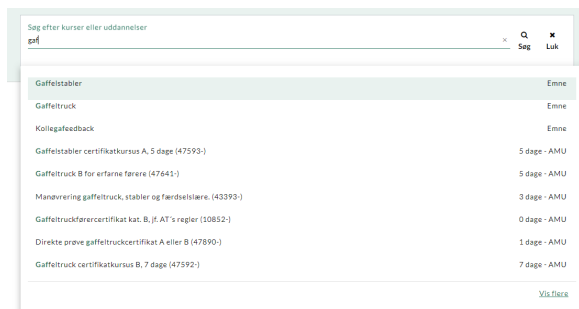 Søg efter kurser eller uddannelser
gaf × Søg Luk
Gaffelstabler Emne
Gaffeltruck Emne
Kollegafeedback Emne
Gaffelstabler certifikatkursus A, 5 dage (47593-) 5 dage - AMU
Gaffeltruck B for erfarne førere (47641-) 5 dage - AMU
Manøvrering gaffeltruck, stabler og færdselslære. (43393-) 3 dage - AMU
Gaffeltruckførercertifikat kat. B, jf. AT´s regler (10852-) 0 dage - AMU
Direkte prøve gaffeltruckcertifikat A eller B (47890-) 1 dage - AMU
Gaffeltruck certifikatkursus B, 7 dage (47592-) 7 dage - AMU
Vis flere